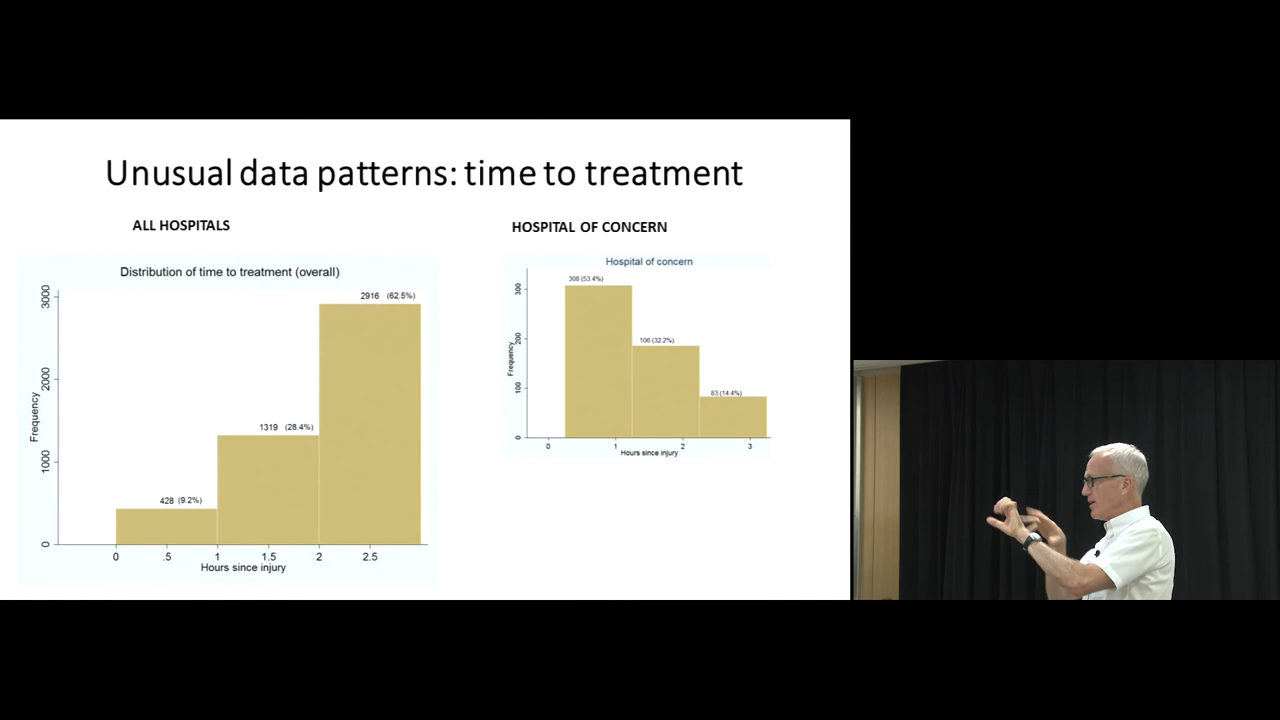 Unusual data patterns: time to treatment
ALL HOSPITALS
HOSPITAL OF CONCERN
Distribution of time to treatment (overall)
Frequency
0
1000
2000
3000
428 (9.2%)
1319 (28.4%)
2916 (62.5%)
0
.5
1
1.5
2
2.5
Hours since injury
Hospital of concern
Frequency
0
100
200
300
308 (53.4%)
106 (32.2%)
83 (14.4%)
0
1
2
3
Hours since injury